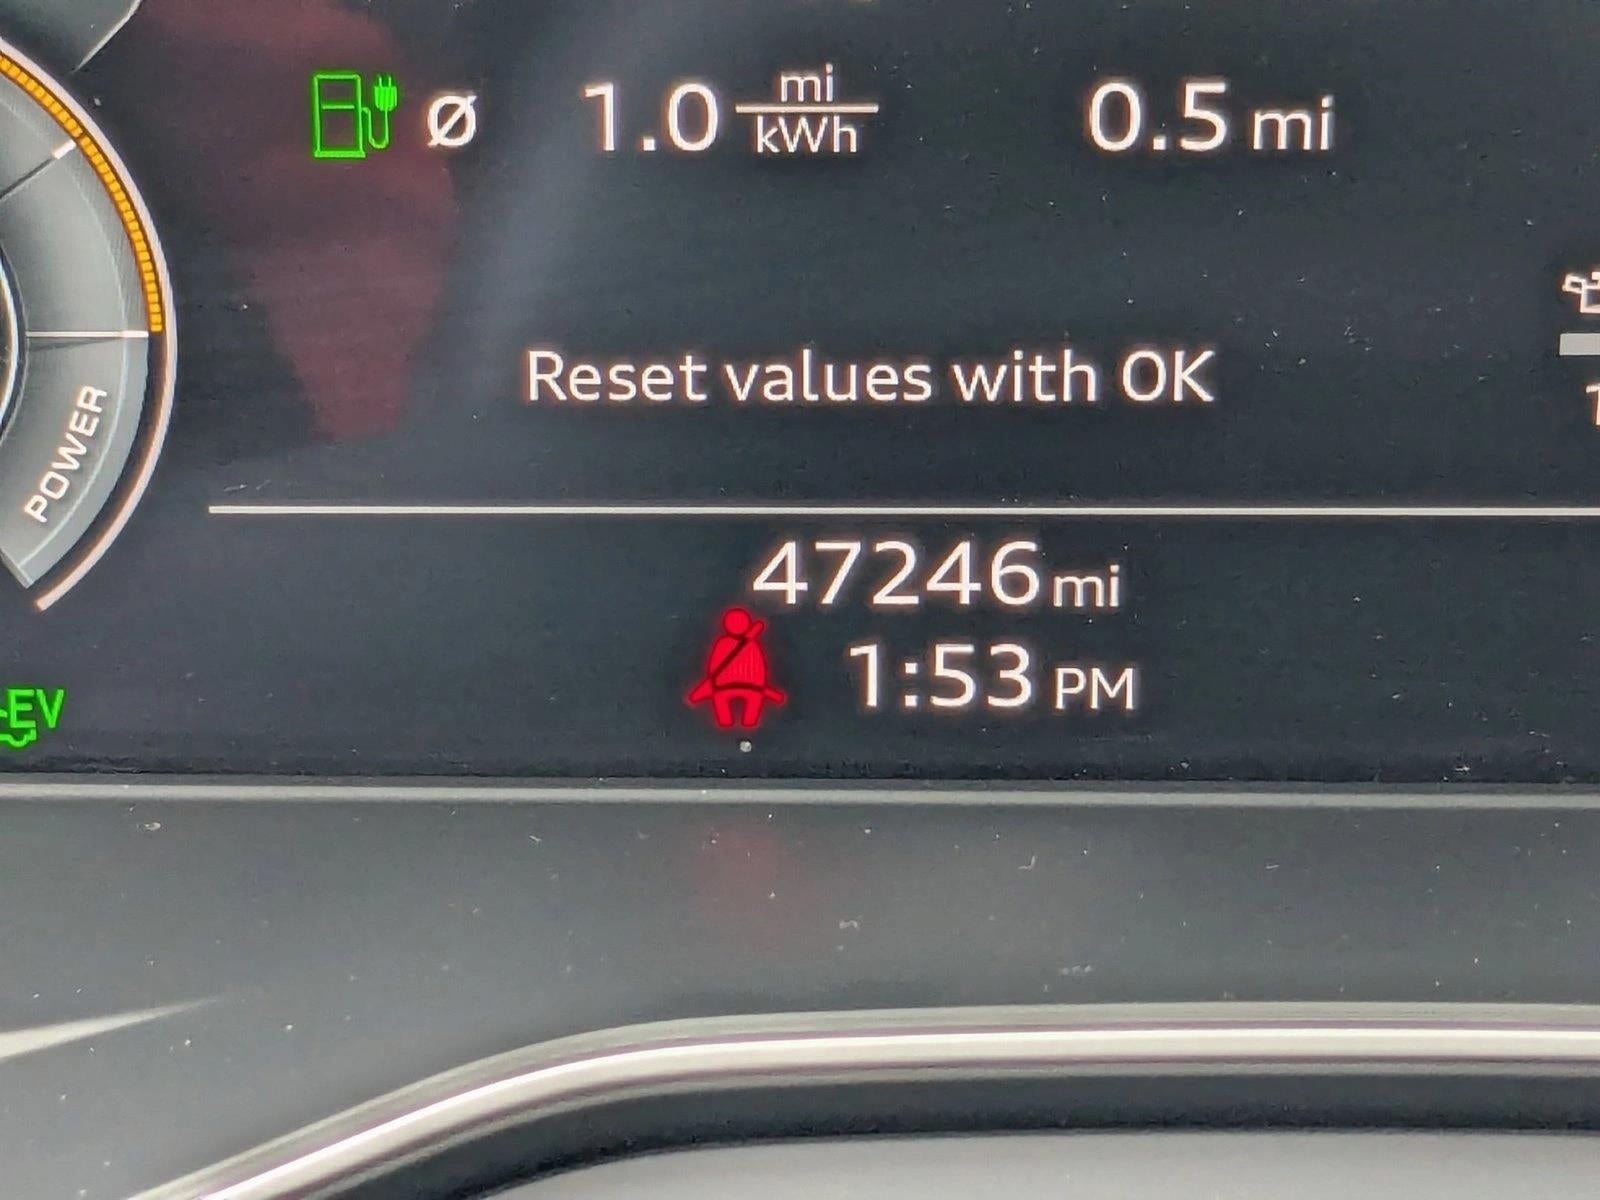 Ø 1.0 mi/kWh 0.5 mi
Reset values with OK
POWER
47246 mi
1:53 PM
EV